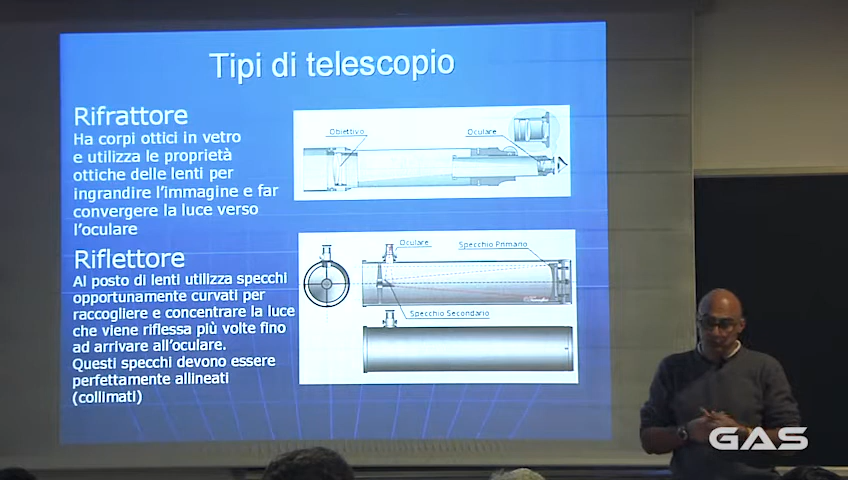 Tipi di telescopio
Rifrattore
Ha corpi ottici in vetro
e utilizza le proprietà
ottiche delle lenti per
ingrandire l'immagine e far
convergere la luce verso
l'oculare
Obiettivo
Oculare
Riflettore
Al posto di lenti utilizza specchi
opportunamente curvati per
raccogliere e concentrare la luce
che viene riflessa più volte fino
ad arrivare all'oculare.
Questi specchi devono essere
perfettamente allineati
(collimati)
Oculare
Specchio Primario
Specchio Secondario
GAS